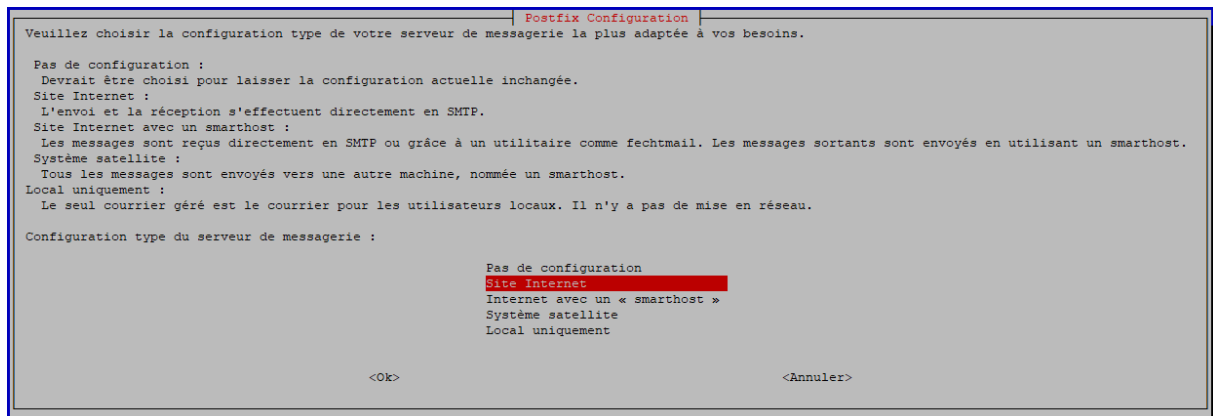 Postfix Configuration
Veuillez choisir la configuration type de votre serveur de messagerie la plus adaptée à vos besoins.
Pas de configuration :
Devrait être choisi pour laisser la configuration actuelle inchangée.
Site Internet :
L'envoi et la réception s'effectuent directement en SMTP.
Site Internet avec un smarthost :
Les messages sont reçus directement en SMTP ou grâce à un utilitaire comme fechtmail. Les messages sortants sont envoyés en utilisant un smarthost.
Système satellite :
Tous les messages sont envoyés vers une autre machine, nommée un smarthost.
Local uniquement :
Le seul courrier géré est le courrier pour les utilisateurs locaux. Il n'y a pas de mise en réseau.
Configuration type du serveur de messagerie :
Pas de configuration
Site Internet
Internet avec un « smarthost »
Système satellite
Local uniquement
<Ok> <Annuler>